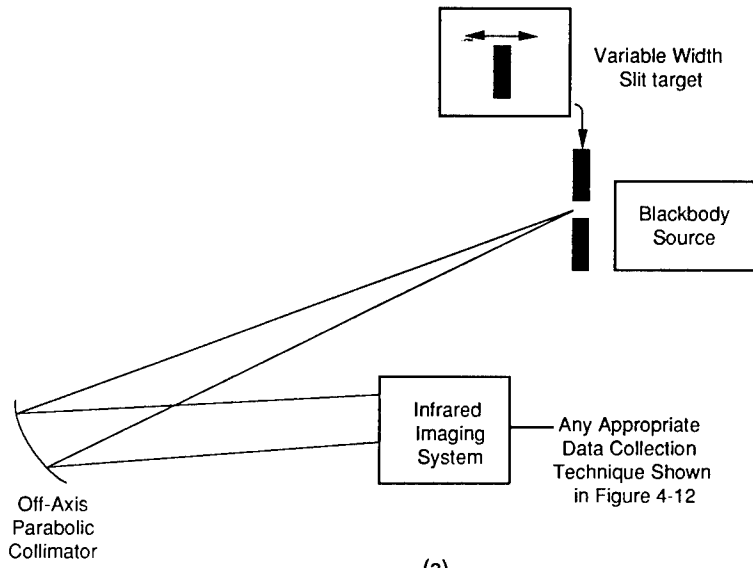 Variable Width
Slit target
Blackbody
Source
Infrared
Imaging
System
Any Appropriate
Data Collection
Technique Shown
in Figure 4-12
Off-Axis
Parabolic
Collimator
(a)